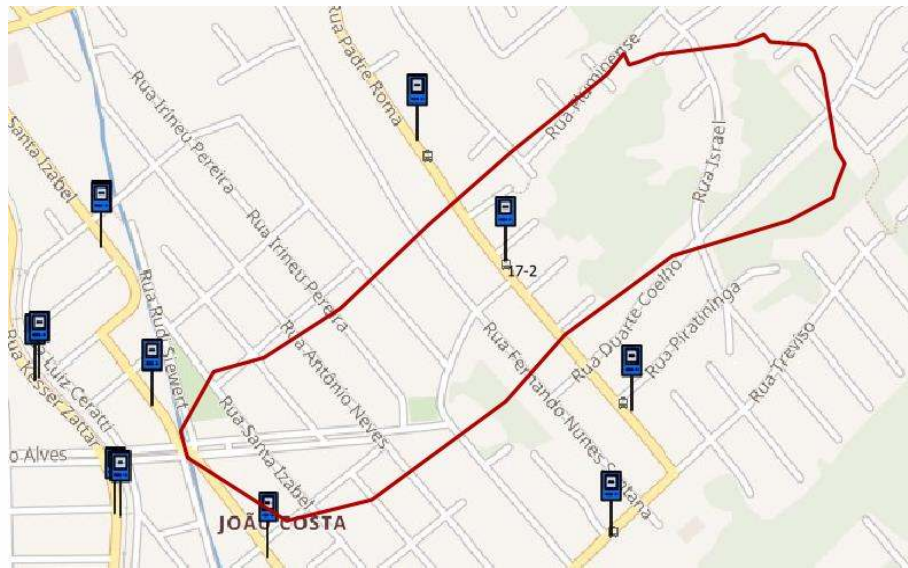 Rua Padre Roma
Rua Fluminense
Rua Irineu Pereira
Santa Izabel
Rua Israel
Rua Irineu Pereira
17-2
Rua Rudi Siewert
Rua Duarte Coelho
Rua Piratininga
Rua Treviso
Luiz Ceratti
Rua Kesser Zattar
Rua Antônio Neves
Rua Fernando Nunes Santana
Rua Santa Izabel
o Alves
JOÃO COSTA